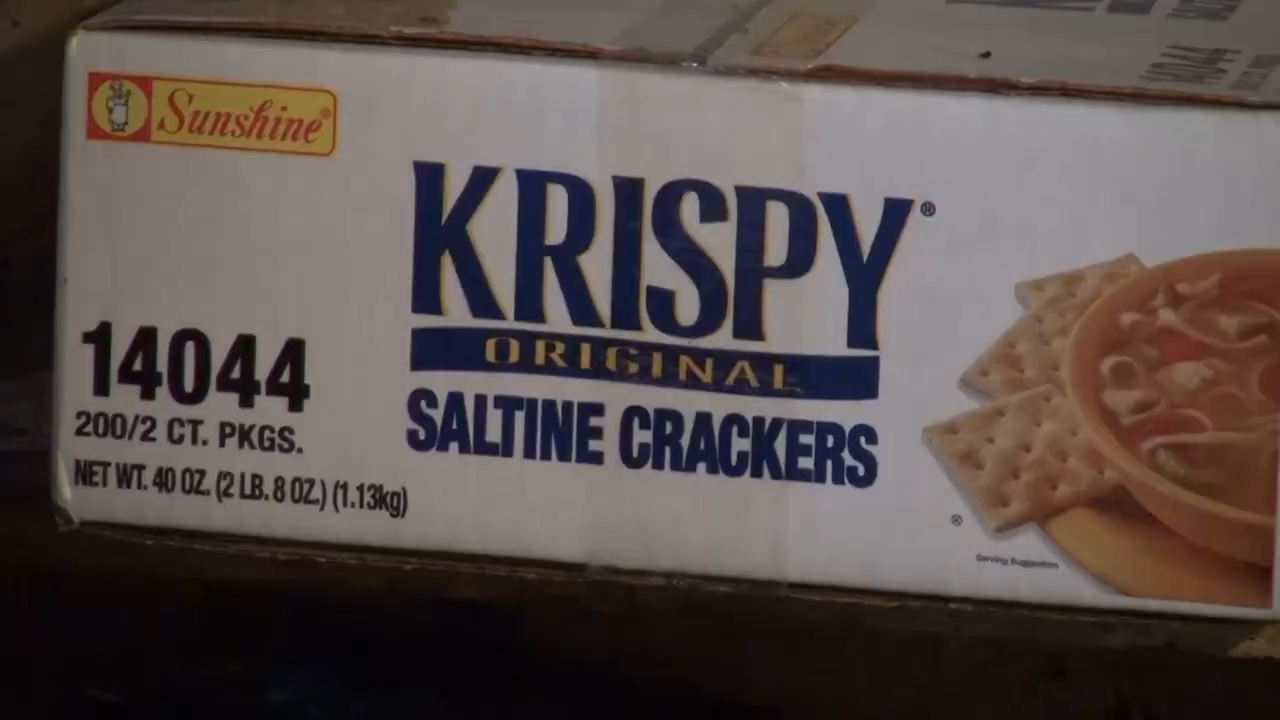 Sunshine®
KRISPY®
ORIGINAL
SALTINE CRACKERS
14044
200/2 CT. PKGS.
NET WT. 40 OZ. (2 LB. 8 OZ.) (1.13kg)
®
Serving Suggestion
14044